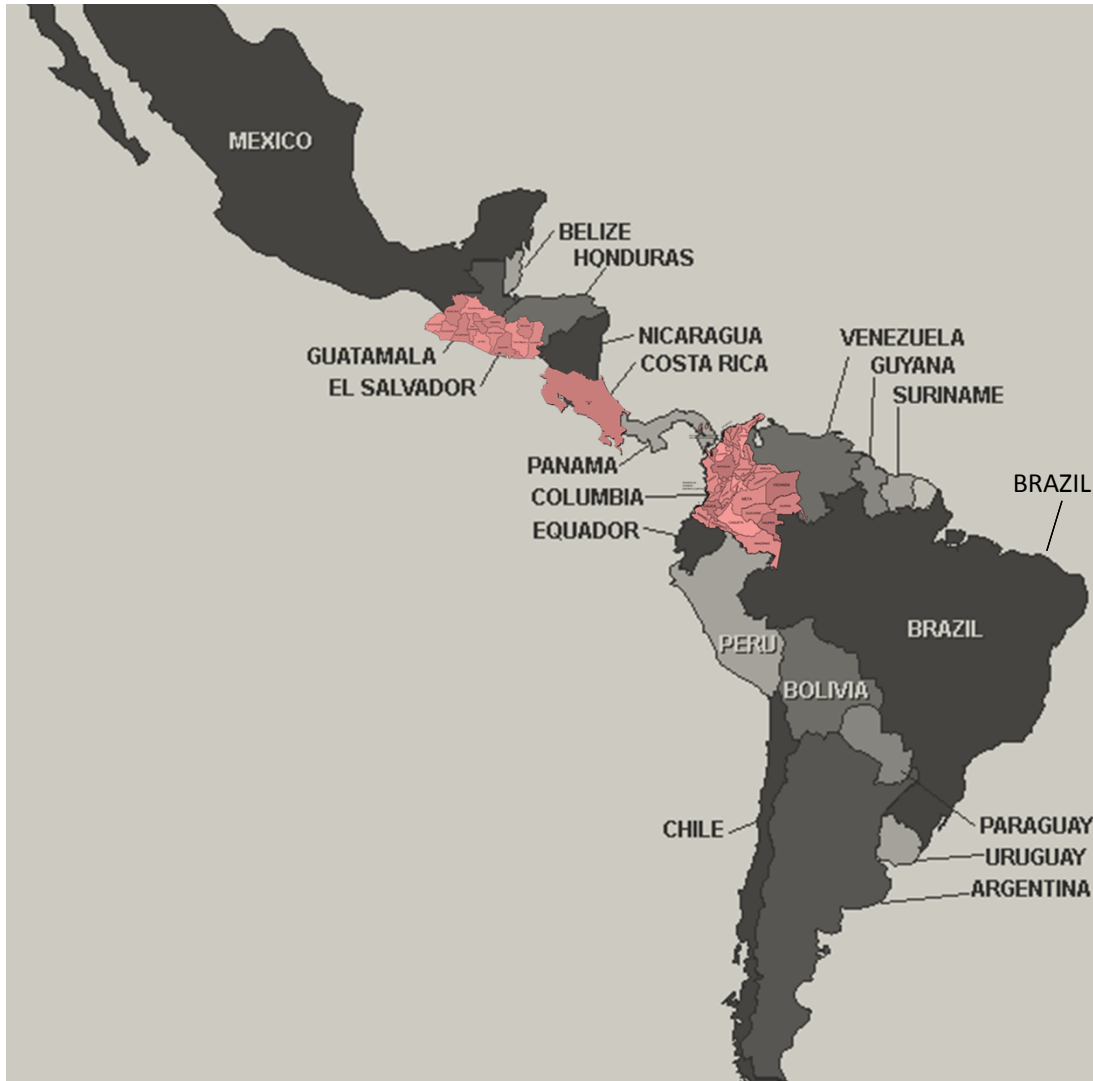 MEXICO
BELIZE
HONDURAS
NICARAGUA
COSTA RICA
GUATAMALA
EL SALVADOR
VENEZUELA
GUYANA
SURINAME
PANAMA
COLUMBIA
EQUADOR
BRAZIL
BRAZIL
PERU
BOLIVIA
CHILE
PARAGUAY
URUGUAY
ARGENTINA